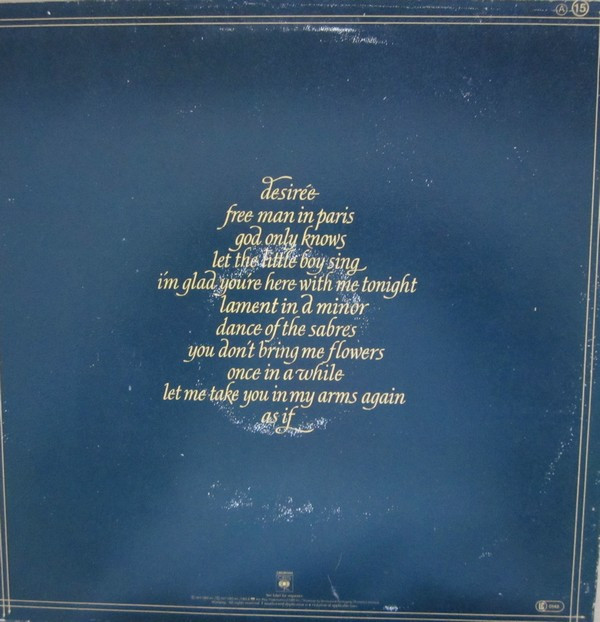 A 15
desirée
free man in paris
god only knows
let the little boy sing
i'm glad youre here with me tonight
lament in d minor
dance of the sabres
you don't bring me flowers
once in a while
let me take you in my arms again
as if